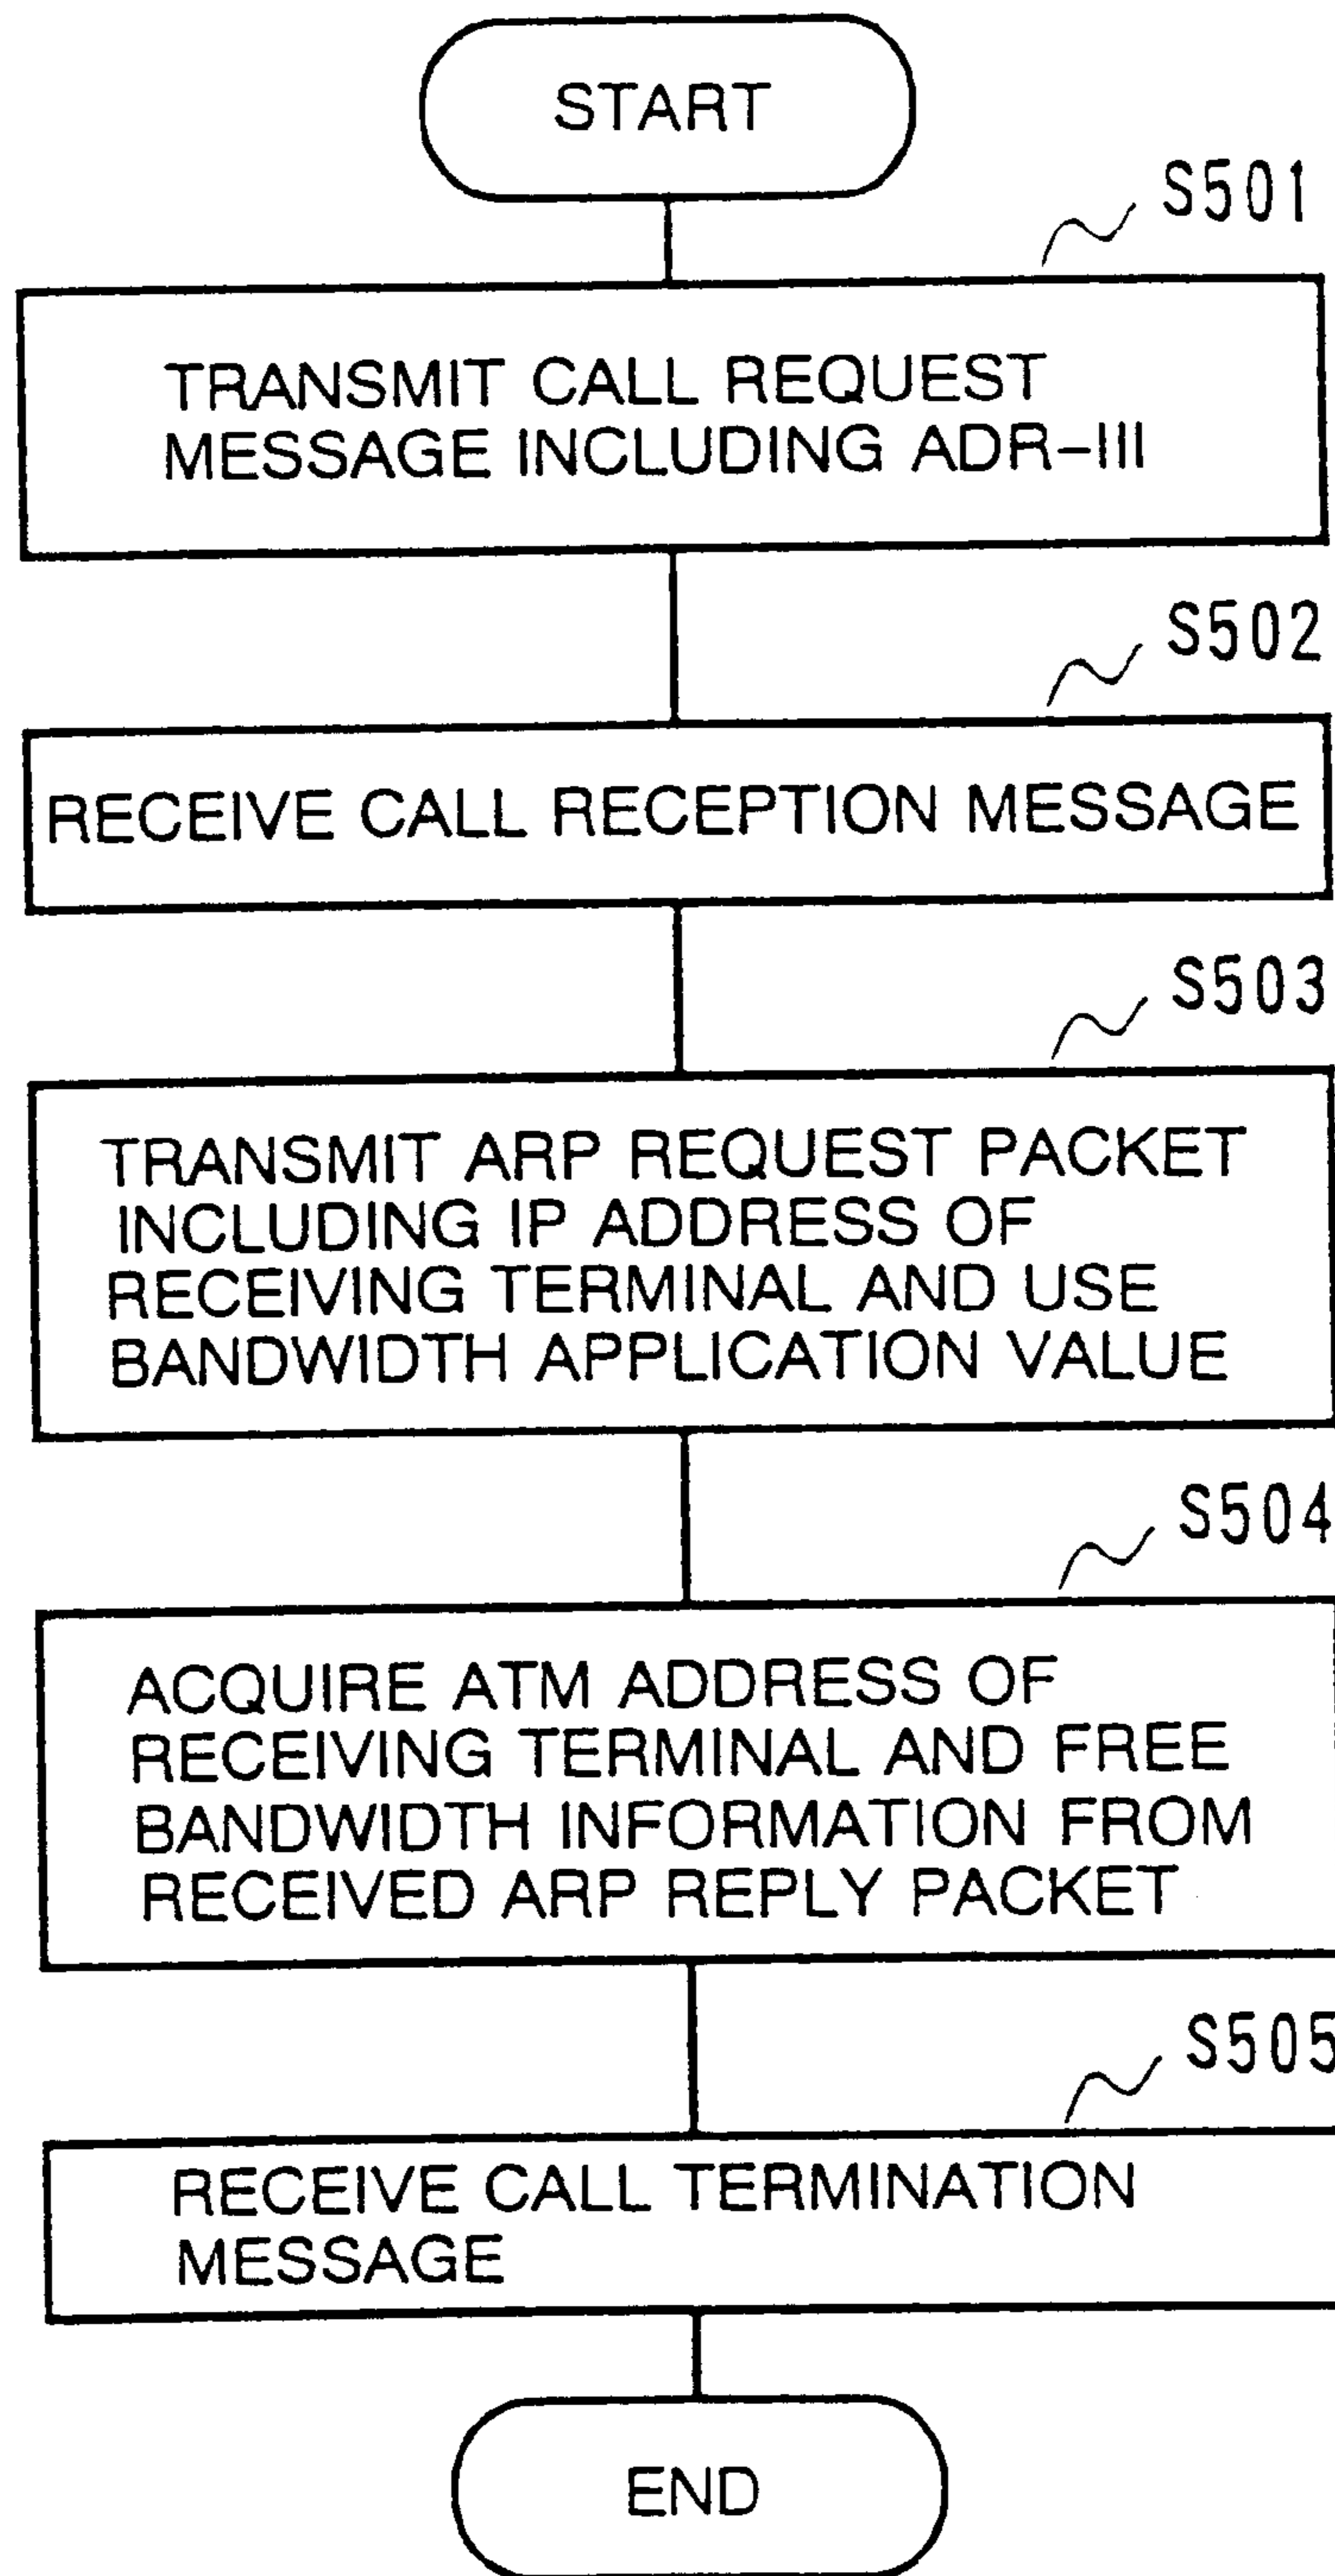 START
S501
TRANSMIT CALL REQUEST
MESSAGE INCLUDING ADR-III
S502
RECEIVE CALL RECEPTION MESSAGE
S503
TRANSMIT ARP REQUEST PACKET
INCLUDING IP ADDRESS OF
RECEIVING TERMINAL AND USE
BANDWIDTH APPLICATION VALUE
S504
ACQUIRE ATM ADDRESS OF
RECEIVING TERMINAL AND FREE
BANDWIDTH INFORMATION FROM
RECEIVED ARP REPLY PACKET
S505
RECEIVE CALL TERMINATION
MESSAGE
END